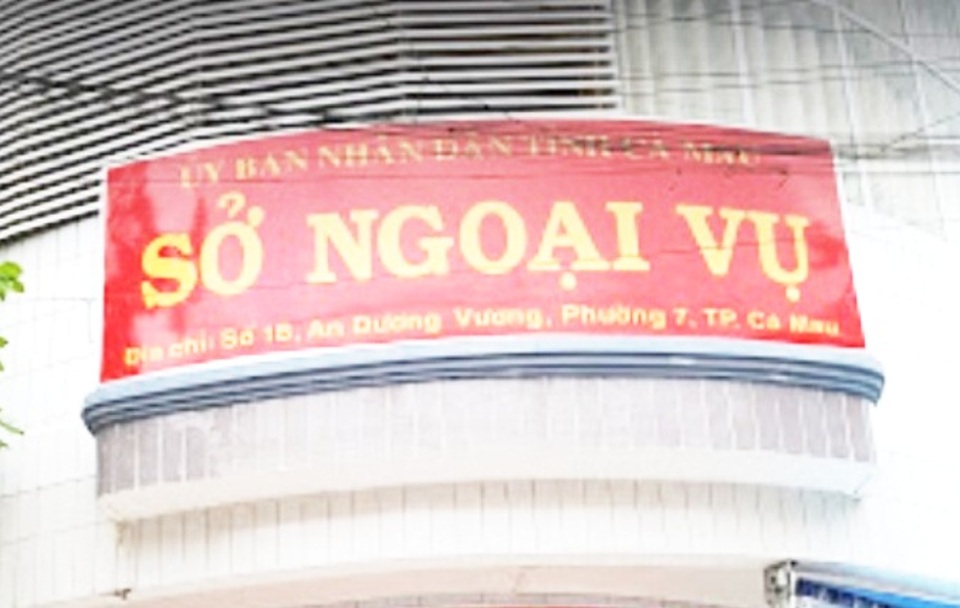 ỦY BAN NHÂN DÂN TỈNH CÀ MAU
SỞ NGOẠI VỤ
Địa chỉ: Số 1B, An Dương Vương, Phường 7, TP. Cà Mau